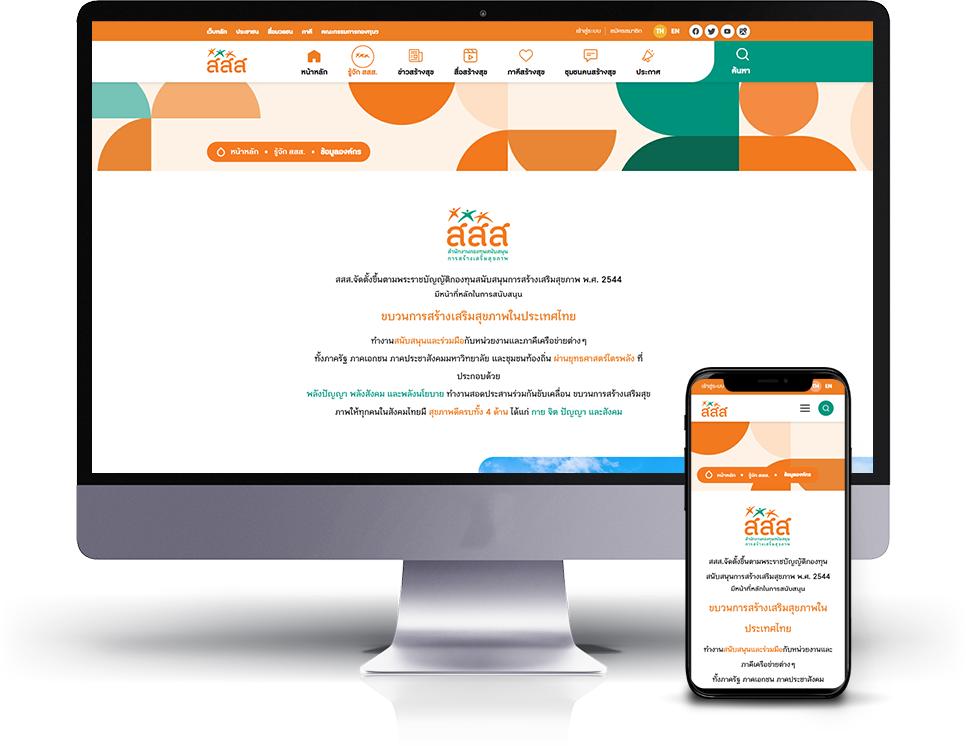 เว็บหลัก ประชาชน สื่อมวลชน ภาคี คณะกรรมการกองทุนฯ
เข้าสู่ระบบ | สมัครสมาชิก TH EN
สสส
หน้าหลัก รู้จัก สสส. ข่าวสร้างสุข สื่อสร้างสุข ภาคีสร้างสุข ชุมชนคนสร้างสุข ประกาศ ค้นหา
หน้าหลัก • รู้จัก สสส. • ข้อมูลองค์กร
สสส
สำนักงานกองทุนสนับสนุน
การสร้างเสริมสุขภาพ
สสส.จัดตั้งขึ้นตามพระราชบัญญัติกองทุนสนับสนุนการสร้างเสริมสุขภาพ พ.ศ. 2544
มีหน้าที่หลักในการสนับสนุน
ขบวนการสร้างเสริมสุขภาพในประเทศไทย
ทำงานสนับสนุนและร่วมมือกับหน่วยงานและภาคีเครือข่ายต่างๆ
ทั้งภาครัฐ ภาคเอกชน ภาคประชาสังคมมหาวิทยาลัย และชุมชนท้องถิ่น ผ่านยุทธศาสตร์ไตรพลัง ที่
ประกอบด้วย
พลังปัญญา พลังสังคม และพลังนโยบาย ทำงานสอดประสานร่วมกันขับเคลื่อน ขบวนการสร้างเสริมสุข
ภาพให้ทุกคนในสังคมไทยมี สุขภาพดีครบทั้ง 4 ด้าน ได้แก่ กาย จิต ปัญญา และสังคม
เข้าสู่ระบบ TH EN
สสส
หน้าหลัก • รู้จัก สสส. • ข้อมูลองค์กร
สสส
สำนักงานกองทุนสนับสนุน
การสร้างเสริมสุขภาพ
สสส.จัดตั้งขึ้นตามพระราชบัญญัติกองทุน
สนับสนุนการสร้างเสริมสุขภาพ พ.ศ. 2544
มีหน้าที่หลักในการสนับสนุน
ขบวนการสร้างเสริมสุขภาพใน
ประเทศไทย
ทำงานสนับสนุนและร่วมมือกับหน่วยงานและ
ภาคีเครือข่ายต่างๆ
ทั้งภาครัฐ ภาคเอกชน ภาคประชาสังคม